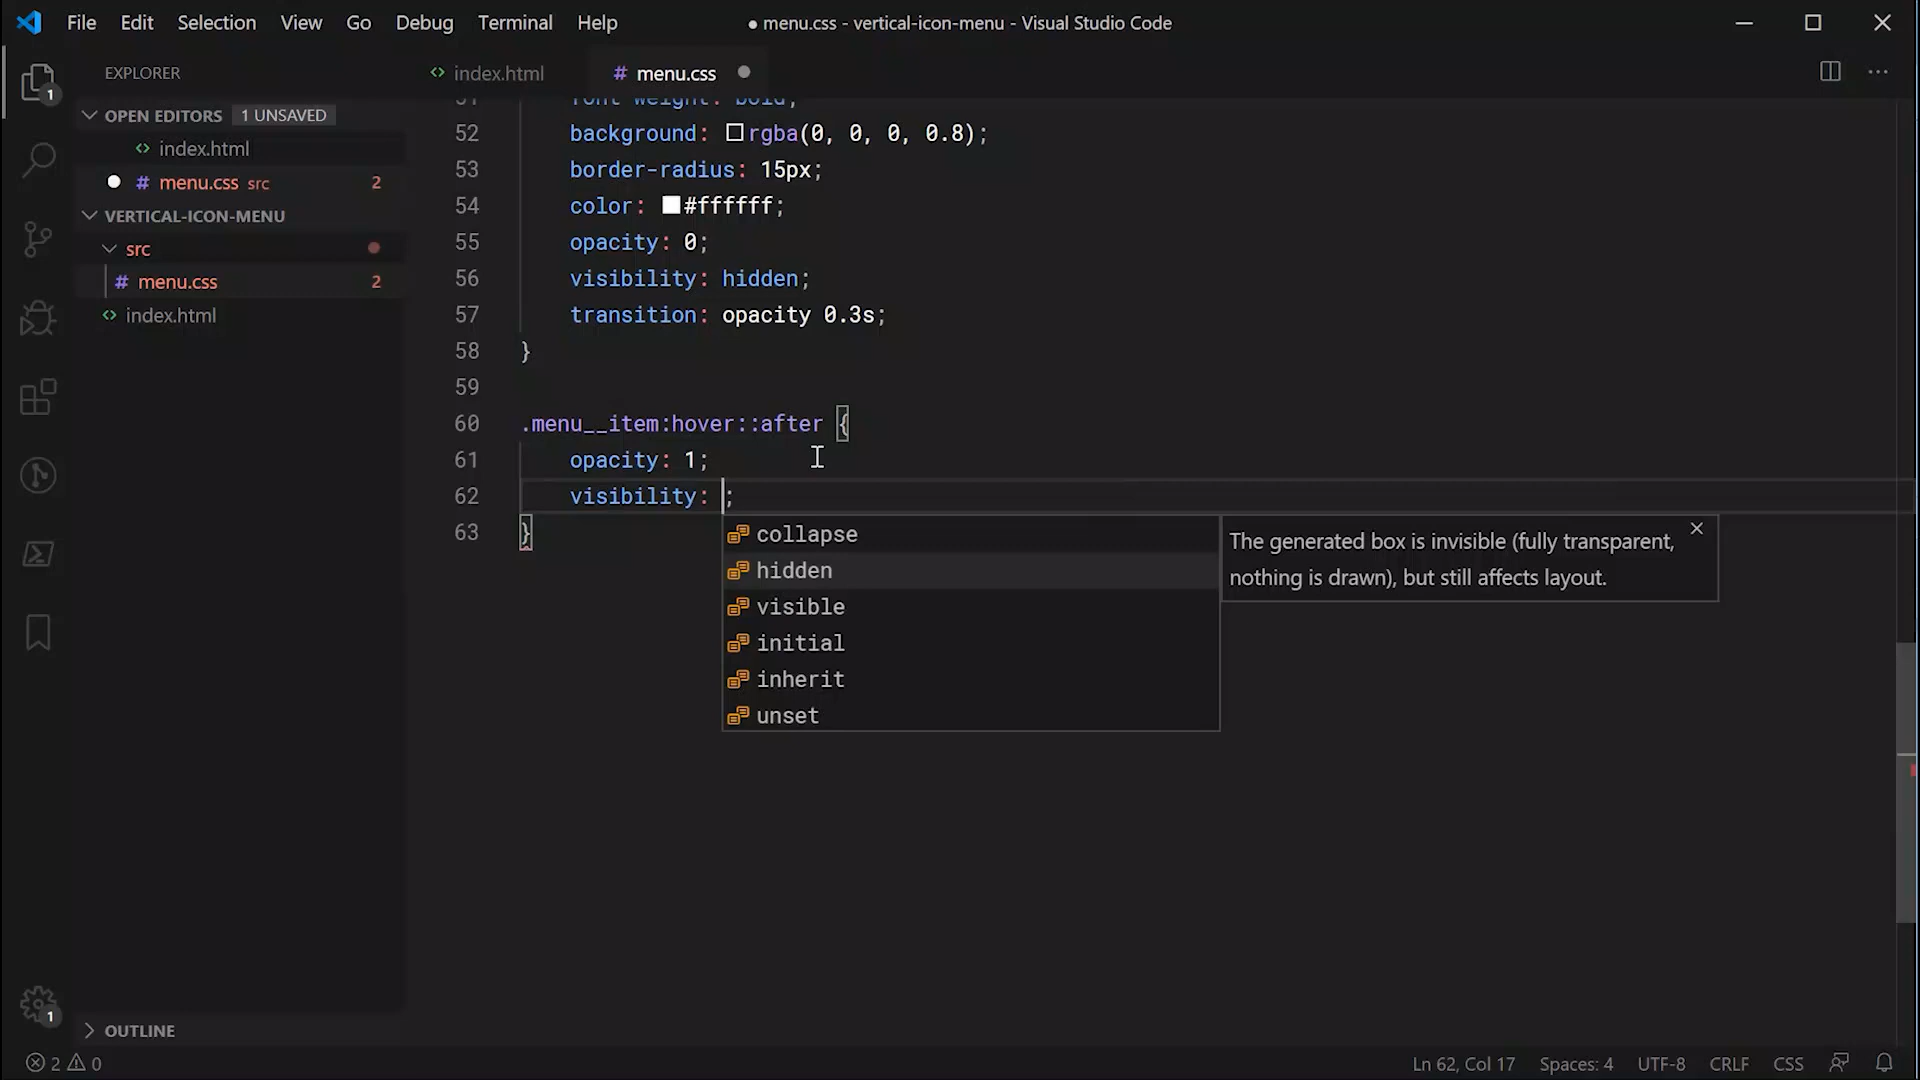 File Edit Selection View Go Debug Terminal Help
● menu.css - vertical-icon-menu - Visual Studio Code
EXPLORER
OPEN EDITORS 1 UNSAVED
index.html
# menu.css src 2
VERTICAL-ICON-MENU
src
# menu.css 2
index.html
OUTLINE
1
1
<> index.html
# menu.css
51 font-weight: bold;
52 background: rgba(0, 0, 0, 0.8);
53 border-radius: 15px;
54 color: #ffffff;
55 opacity: 0;
56 visibility: hidden;
57 transition: opacity 0.3s;
58 }
59
60 .menu__item:hover::after {
61 opacity: 1;
62 visibility: ;
63 }
collapse
hidden
visible
initial
inherit
unset
The generated box is invisible (fully transparent,
nothing is drawn), but still affects layout.
2 0
Ln 62, Col 17 Spaces: 4 UTF-8 CRLF CSS